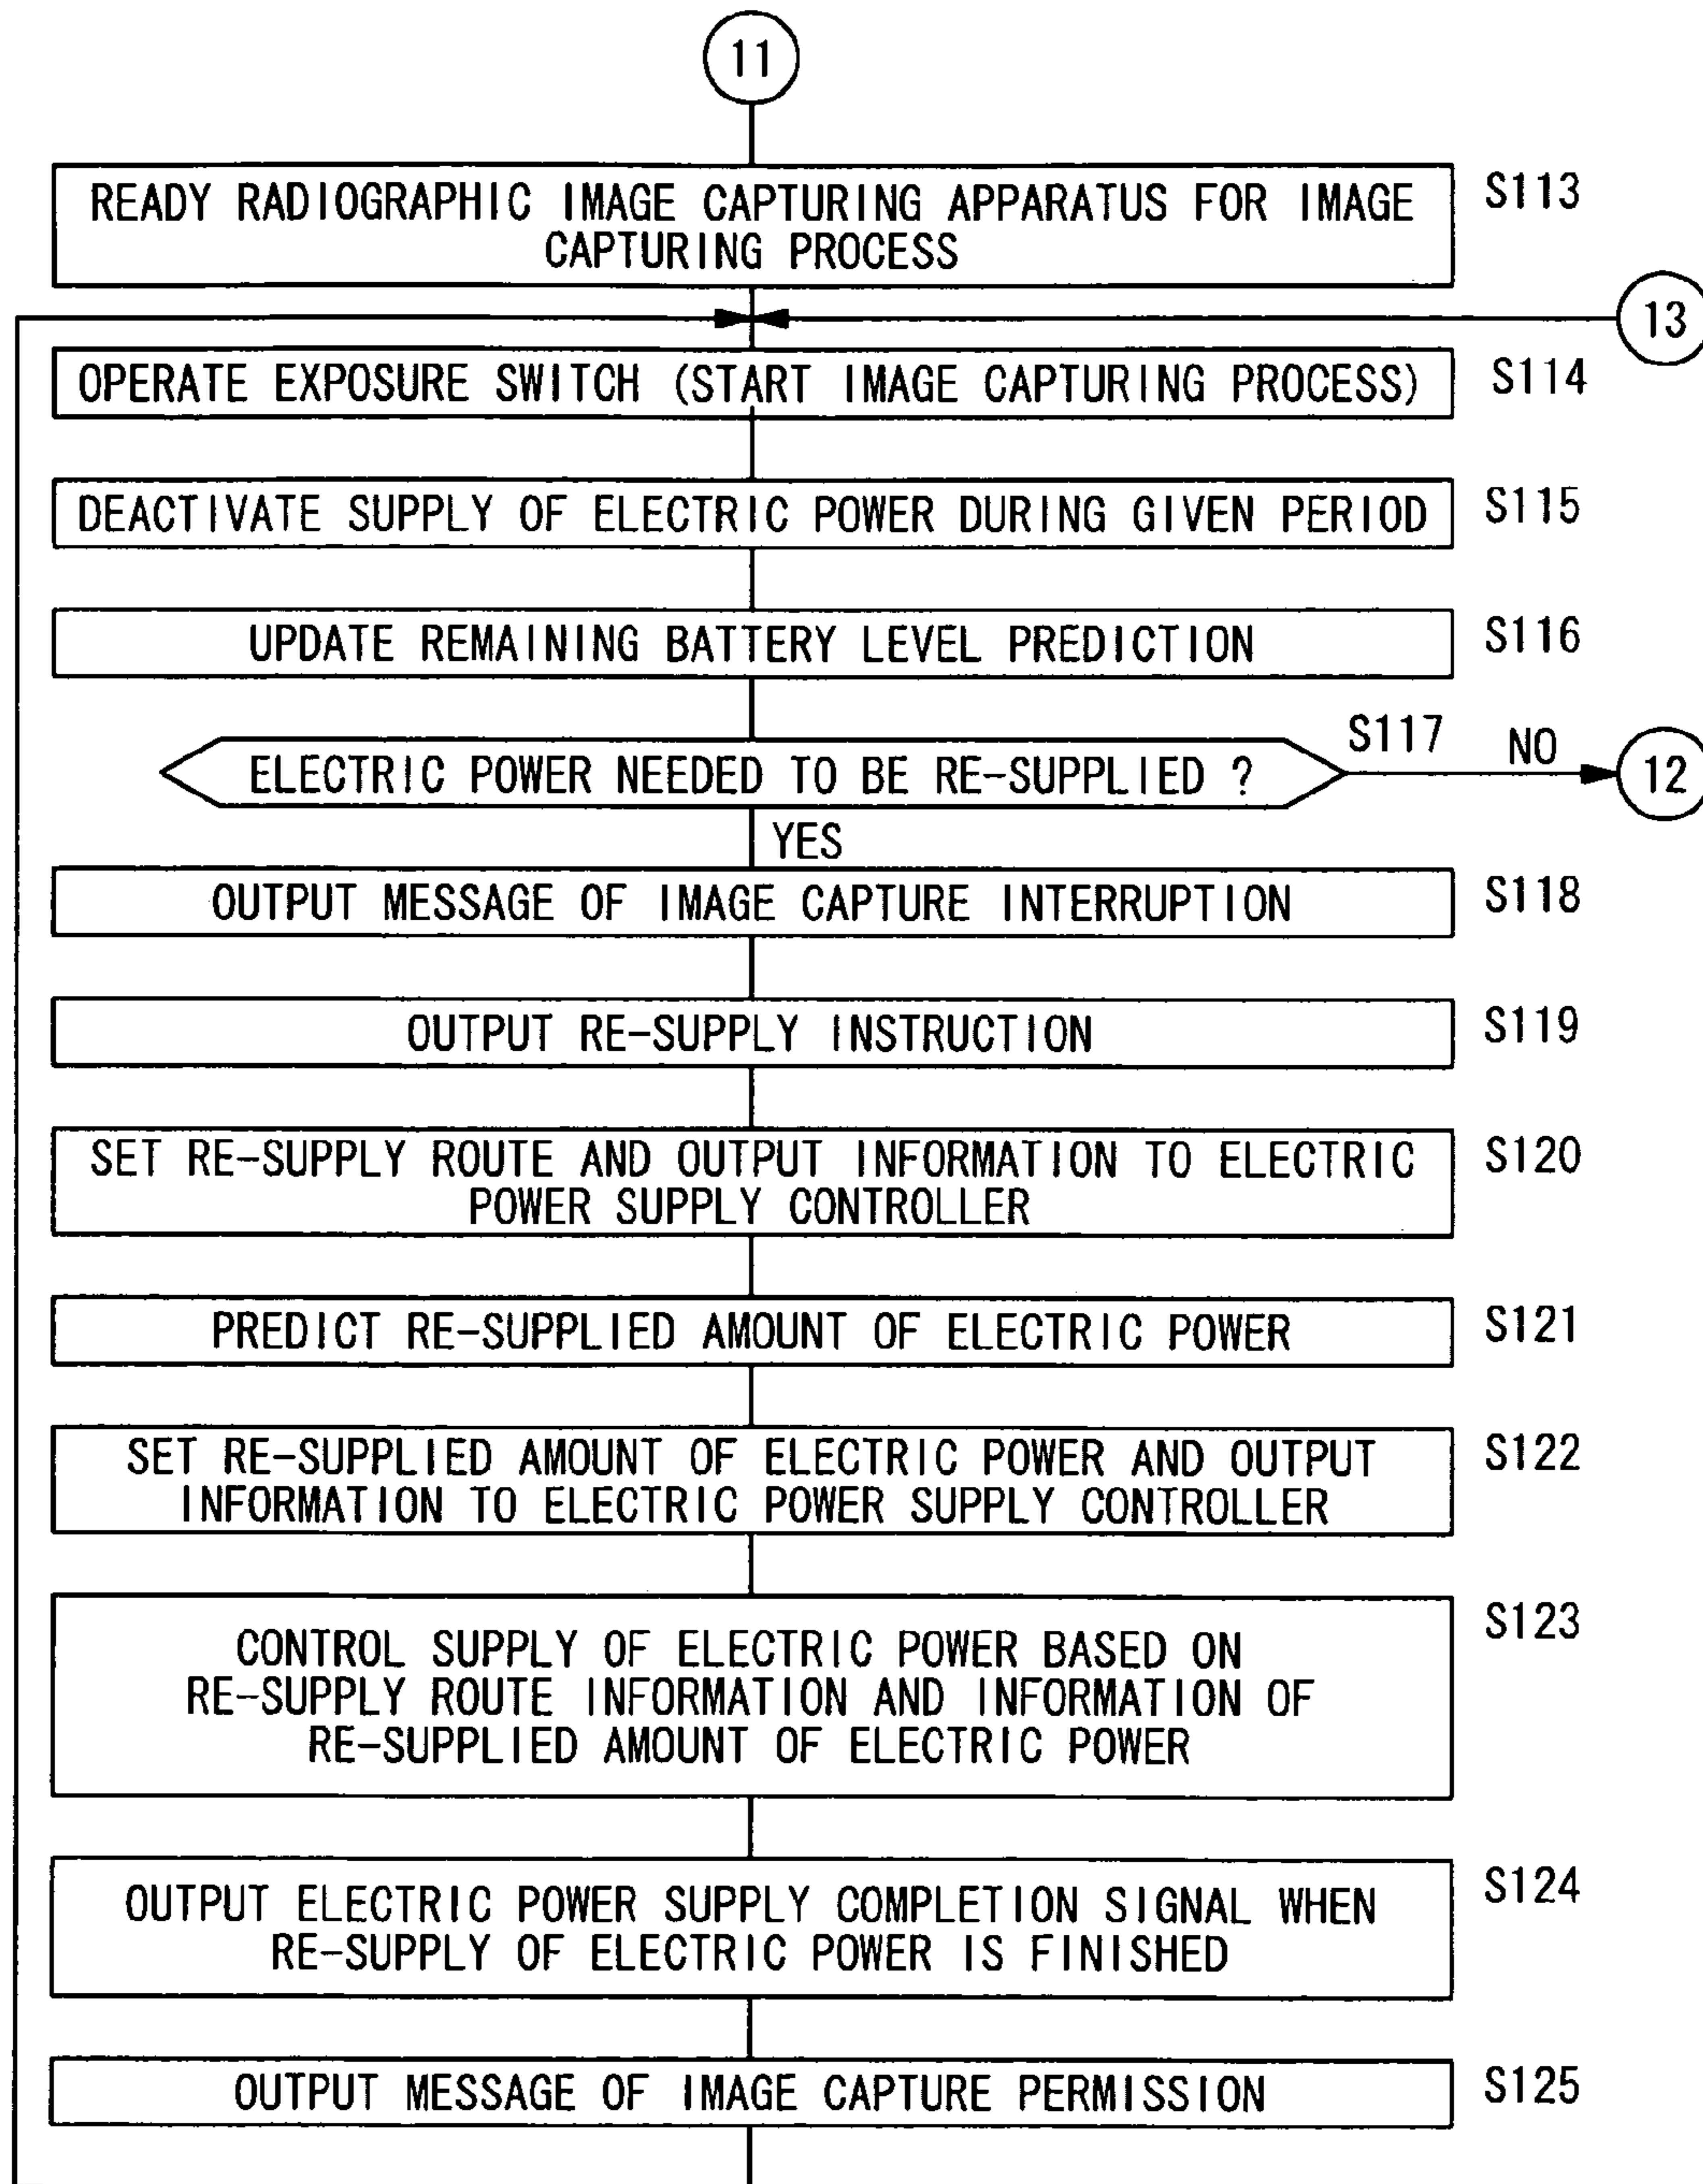 11
READY RADIOGRAPHIC IMAGE CAPTURING APPARATUS FOR IMAGE
CAPTURING PROCESS
S113
13
OPERATE EXPOSURE SWITCH (START IMAGE CAPTURING PROCESS)
S114
DEACTIVATE SUPPLY OF ELECTRIC POWER DURING GIVEN PERIOD
S115
UPDATE REMAINING BATTERY LEVEL PREDICTION
S116
ELECTRIC POWER NEEDED TO BE RE-SUPPLIED ?
S117
NO
12
YES
OUTPUT MESSAGE OF IMAGE CAPTURE INTERRUPTION
S118
OUTPUT RE-SUPPLY INSTRUCTION
S119
SET RE-SUPPLY ROUTE AND OUTPUT INFORMATION TO ELECTRIC
POWER SUPPLY CONTROLLER
S120
PREDICT RE-SUPPLIED AMOUNT OF ELECTRIC POWER
S121
SET RE-SUPPLIED AMOUNT OF ELECTRIC POWER AND OUTPUT
INFORMATION TO ELECTRIC POWER SUPPLY CONTROLLER
S122
CONTROL SUPPLY OF ELECTRIC POWER BASED ON
RE-SUPPLY ROUTE INFORMATION AND INFORMATION OF
RE-SUPPLIED AMOUNT OF ELECTRIC POWER
S123
OUTPUT ELECTRIC POWER SUPPLY COMPLETION SIGNAL WHEN
RE-SUPPLY OF ELECTRIC POWER IS FINISHED
S124
OUTPUT MESSAGE OF IMAGE CAPTURE PERMISSION
S125